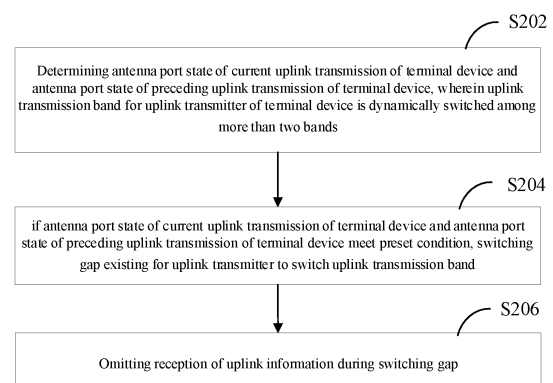 S202
Determining antenna port state of current uplink transmission of terminal device and
antenna port state of preceding uplink transmission of terminal device, wherein uplink
transmission band for uplink transmitter of terminal device is dynamically switched among
more than two bands
S204
if antenna port state of current uplink transmission of terminal device and antenna port
state of preceding uplink transmission of terminal device meet preset condition, switching
gap existing for uplink transmitter to switch uplink transmission band
S206
Omitting reception of uplink information during switching gap